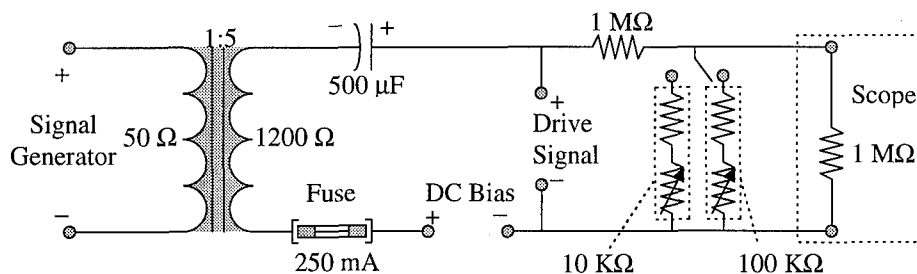 1:5
− +
1 MΩ
+
500 µF
+
Scope
Signal
Generator
50 Ω
1200 Ω
Drive
Signal
1 MΩ
−
Fuse
DC Bias
−
+
−
250 mA
10 KΩ
100 KΩ